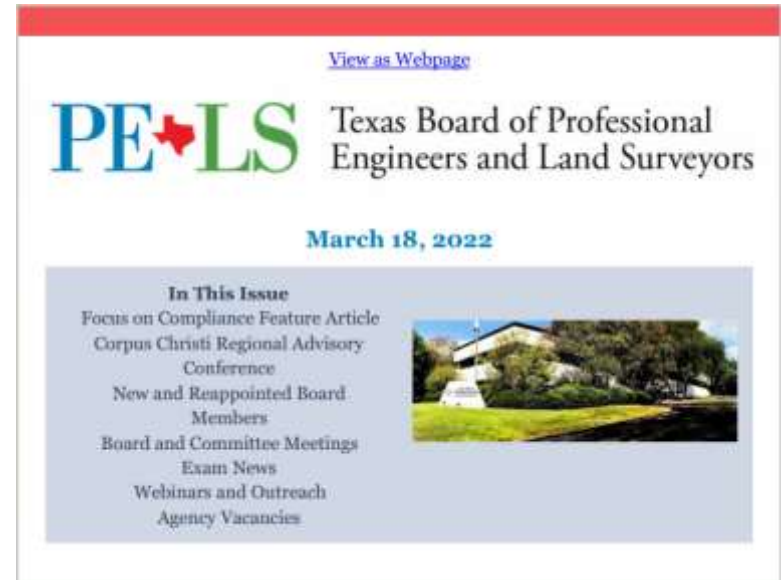 View as Webpage
PE LS
Texas Board of Professional
Engineers and Land Surveyors
March 18, 2022
In This Issue
Focus on Compliance Feature Article
Corpus Christi Regional Advisory
Conference
New and Reappointed Board
Members
Board and Committee Meetings
Exam News
Webinars and Outreach
Agency Vacancies